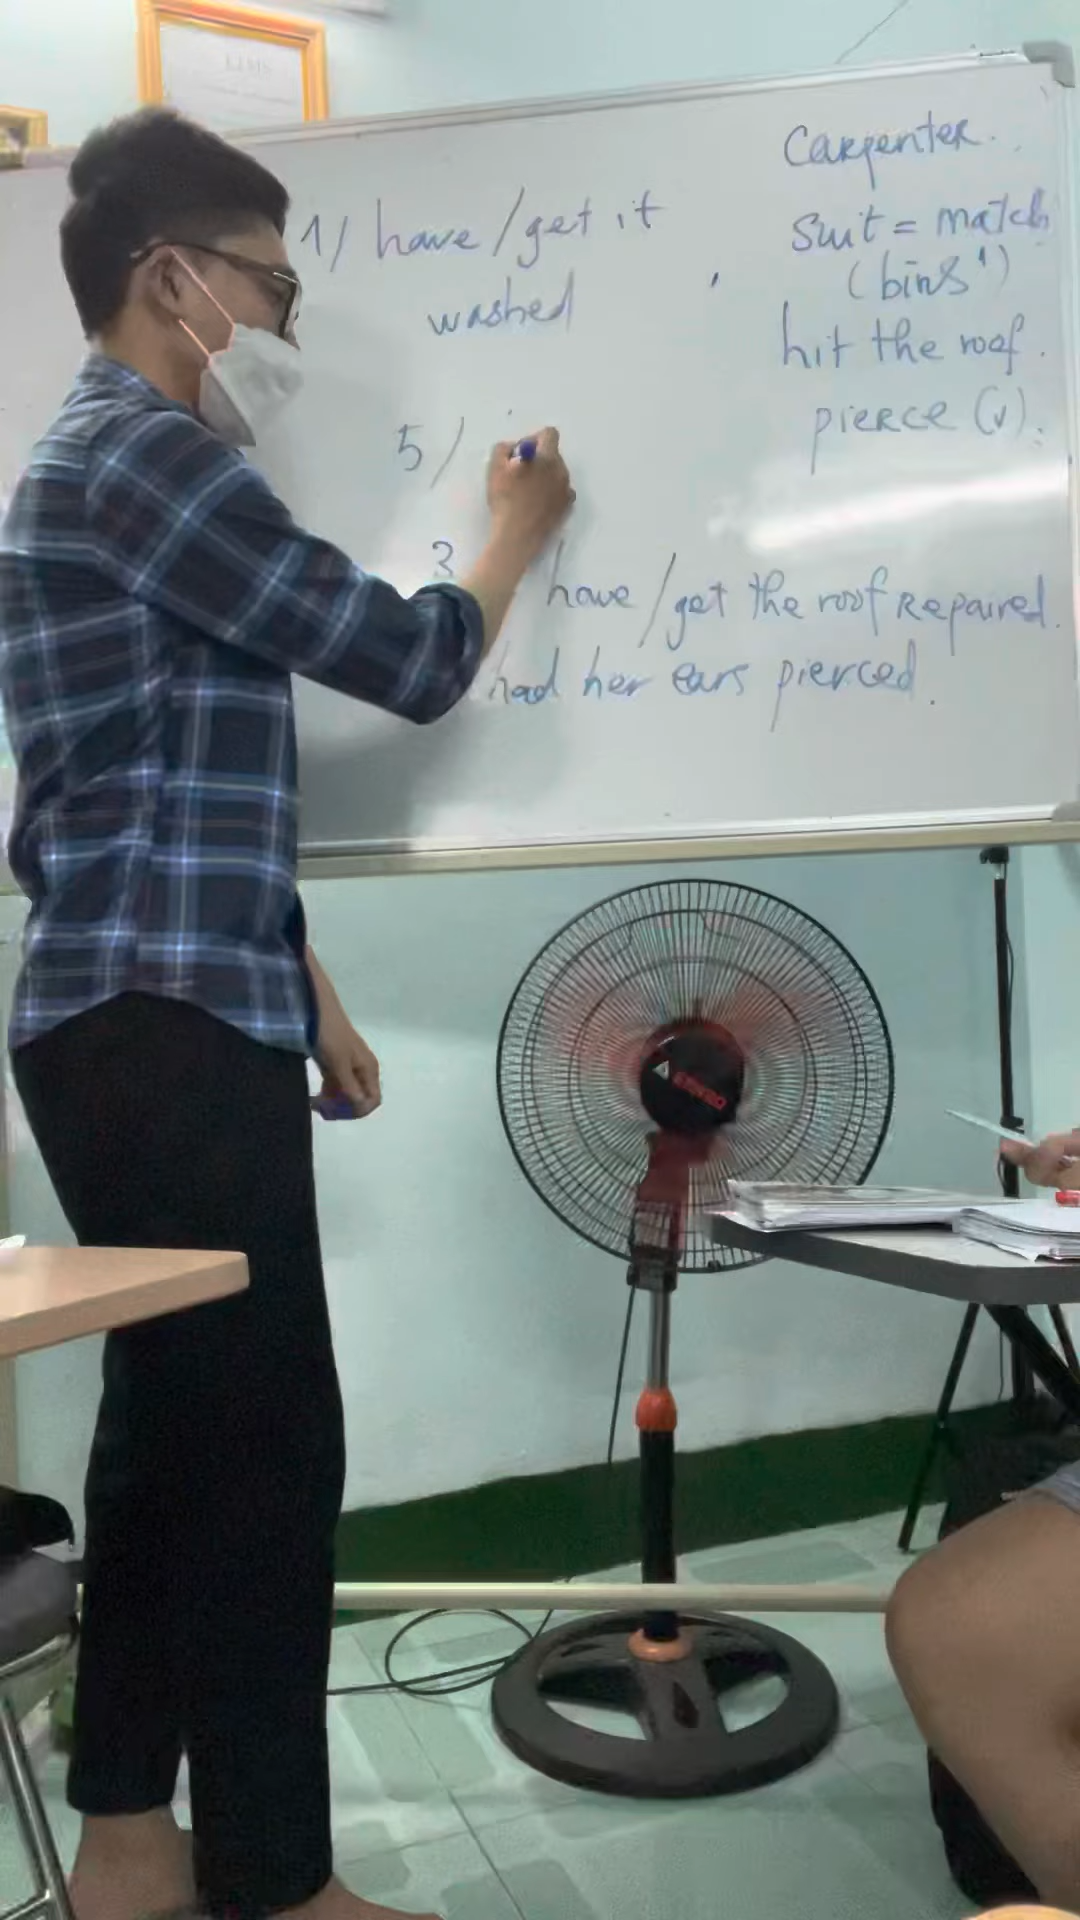 Carpenter.
1/ have/get it
washed
suit = match
(bins')
hit the roof.
pierce (v).
5/
3
have/get the roof Repaired.
had her ears pierced.